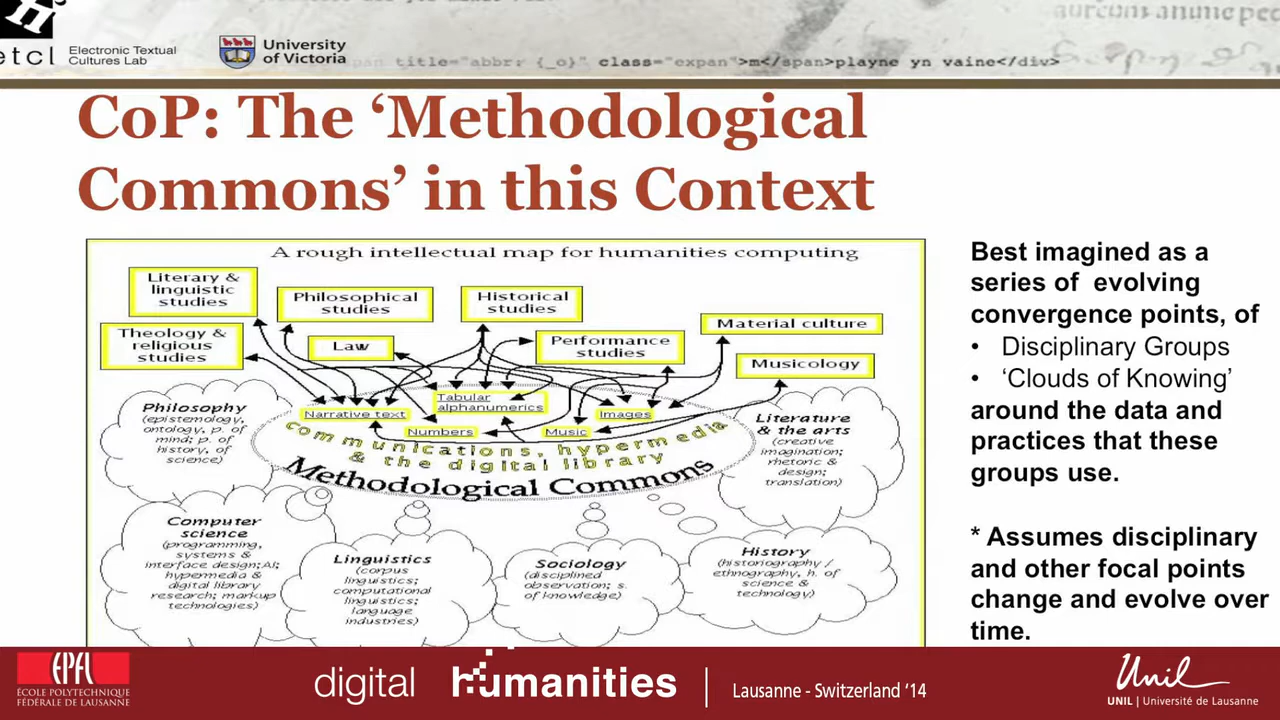 etcl
Electronic Textual
Cultures Lab
University
of Victoria
title="abbr: {_o}" class="expan">m</span>playne yn vaine</div>
CoP: The ‘Methodological
Commons’ in this Context
A rough intellectual map for humanities computing
Literary &
linguistic
studies
Philosophical
studies
Historical
studies
Material culture
Theology &
religious
studies
Law
Performance
studies
Musicology
Narrative text
Tabular
alphanumerics
Images
Numbers
Music
communications, hypermedia
& the digital library
Methodological Commons
Philosophy
(epistemology,
ontology, p. of
mind; p. of
history, of
science)
Literature
& the arts
(creative
imagination;
rhetoric &
design;
translation)
Computer
science
(programming,
systems &
interface design; AI;
hypermedia &
digital library
research; markup
technologies)
Linguistics
(corpus
linguistics;
computational
linguistics;
language
industries)
Sociology
(disciplined
observation; s.
of knowledge)
History
(historiography /
ethnography, h. of
science &
technology)
Best imagined as a
series of evolving
convergence points, of
• Disciplinary Groups
• ‘Clouds of Knowing’
around the data and
practices that these
groups use.
* Assumes disciplinary
and other focal points
change and evolve over
time.
EPFL
ÉCOLE POLYTECHNIQUE
FÉDÉRALE DE LAUSANNE
digital humanities
Lausanne - Switzerland '14
Unil
UNIL | Université de Lausanne